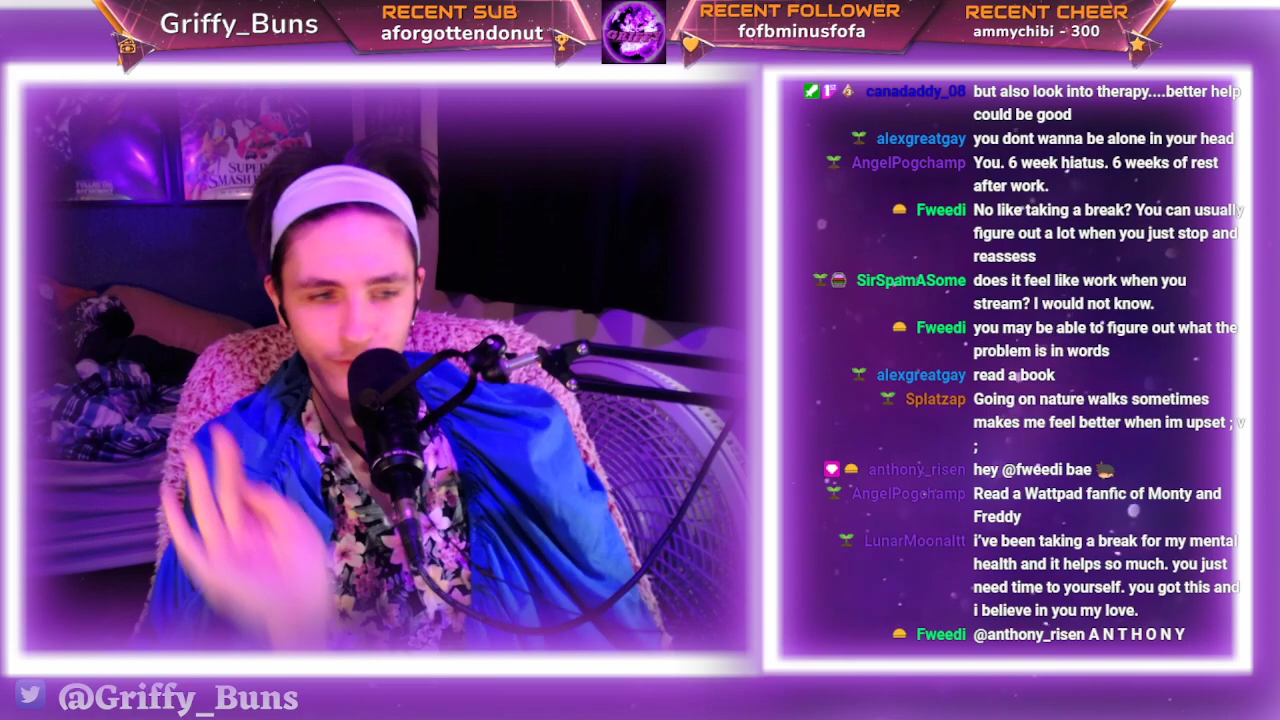 Griffy_Buns
RECENT SUB
aforgottendonut
GRIFFY
RECENT FOLLOWER
fofbminusfofa
RECENT CHEER
ammychibi - 300
SUPER
SMASH
canadaddy_08 but also look into therapy....better help
could be good
alexgreatgay you dont wanna be alone in your head
AngelPogchamp You. 6 week hiatus. 6 weeks of rest
after work.
Fweedi No like taking a break? You can usually
figure out a lot when you just stop and
reassess
SirSpamASome does it feel like work when you
stream? I would not know.
Fweedi you may be able to figure out what the
problem is in words
alexgreatgay read a book
Splatzap Going on nature walks sometimes
makes me feel better when im upset ; v
;
anthony_risen hey @fweedi bae
AngelPogchamp Read a Wattpad fanfic of Monty and
Freddy
LunarMoonaltt i've been taking a break for my mental
health and it helps so much. you just
need time to yourself. you got this and
i believe in you my love.
Fweedi @anthony_risen A N T H O N Y
@Griffy_Buns